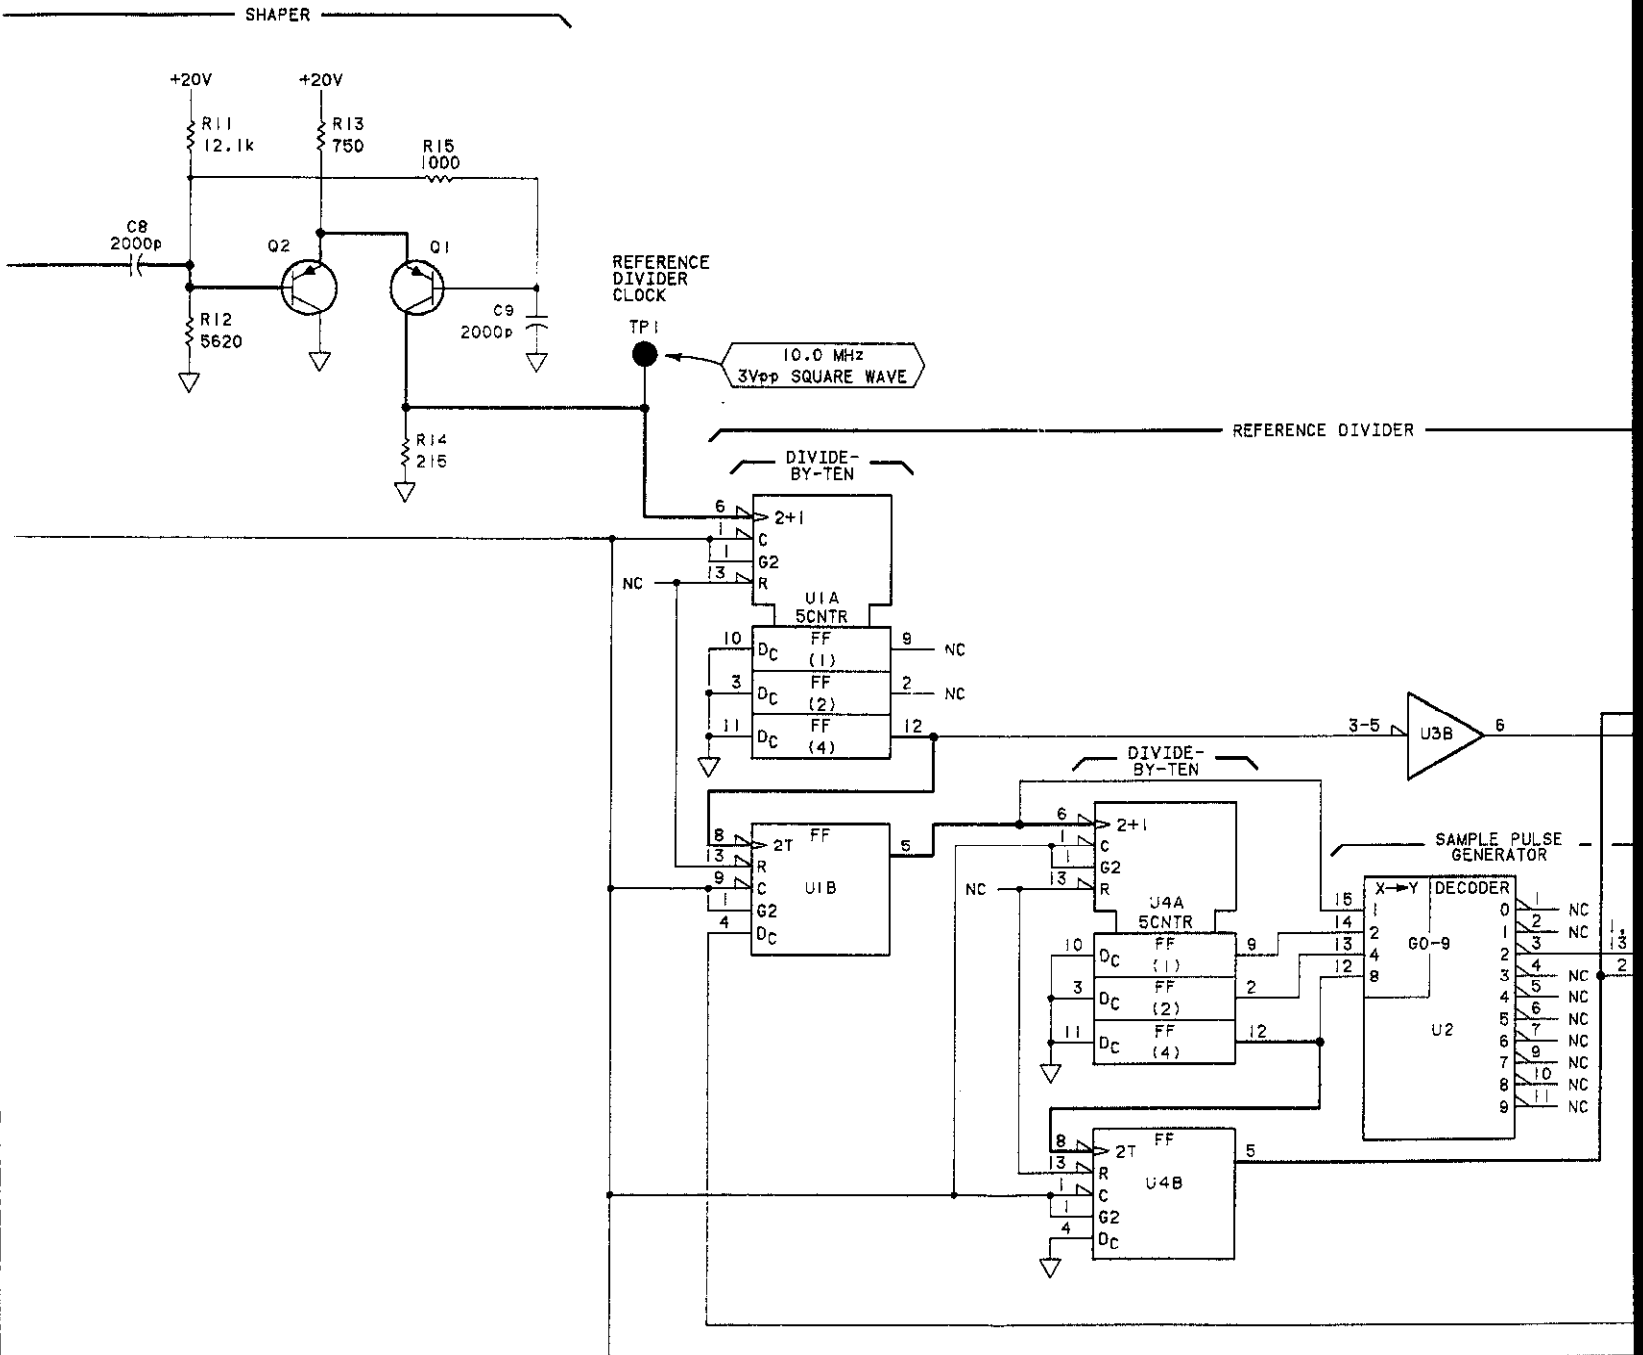 SHAPER
+20V
+20V
R11
12.1k
R13
750
R15
1000
C8
2000p
Q2
Q1
R12
5620
C9
2000p
REFERENCE
DIVIDER
CLOCK
TP1
10.0 MHz
3Vpp SQUARE WAVE
R14
215
REFERENCE DIVIDER
DIVIDE-
BY-TEN
6
2+1
1
C
1
G2
NC
13
R
U1A
5CNTR
10
DC
FF
(1)
9
NC
3
DC
FF
(2)
2
NC
11
DC
FF
(4)
12
3-5
U3B
6
8
2T
FF
5
13
R
9
C
U1B
1
G2
4
DC
DIVIDE-
BY-TEN
6
2+1
1
C
1
G2
NC
13
R
U4A
5CNTR
10
DC
FF
(1)
9
3
DC
FF
(2)
2
11
DC
FF
(4)
12
SAMPLE PULSE
GENERATOR
X→Y
DECODER
15
1
14
2
13
4
12
8
G0-9
U2
0
1
NC
1
2
NC
2
3
3
4
NC
4
5
NC
5
6
NC
6
7
NC
7
9
NC
8
10
NC
9
11
NC
13
2
8
2T
FF
5
13
R
1
C
U4B
1
G2
4
DC